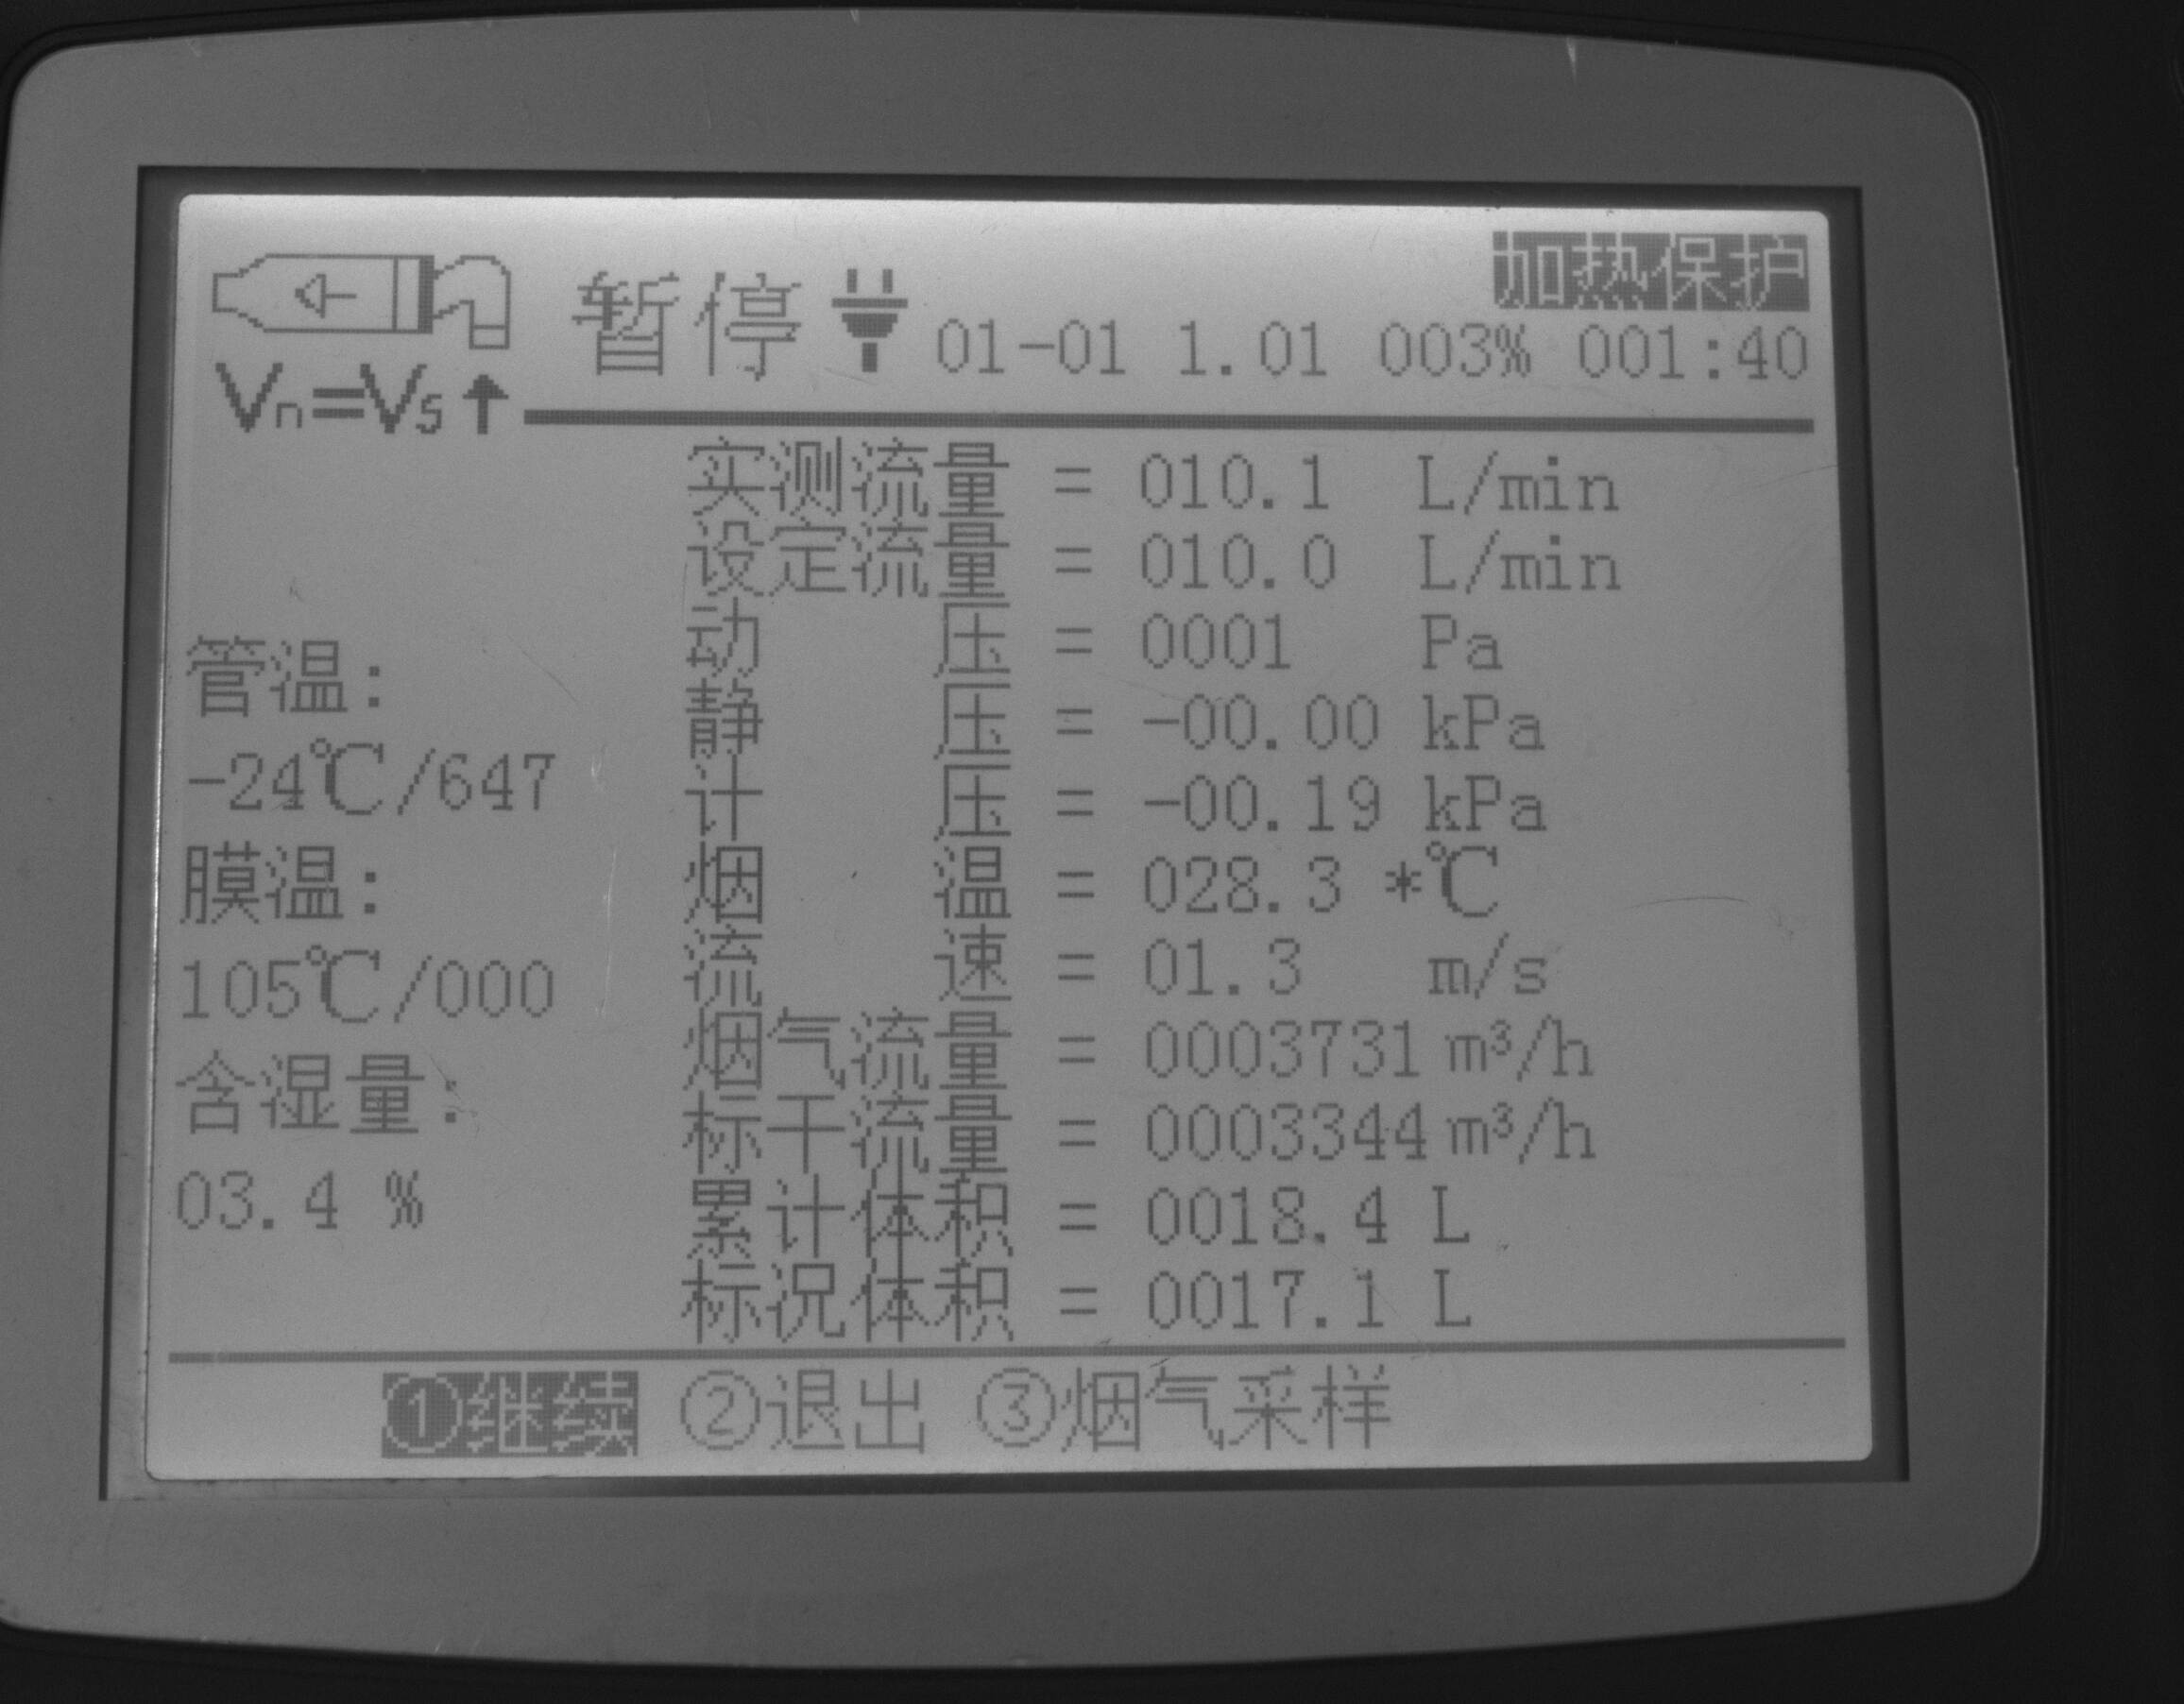 加热保护
暂停 01-01 1.01 003% 001:40
Vn=Vs↑
实测流量 = 010.1 L/min
设定流量 = 010.0 L/min
动压 = 0001 Pa
静压 = -00.00 kPa
计压 = -00.19 kPa
烟温 = 028.3 *℃
流速 = 01.3 m/s
烟气流量 = 0003731 m³/h
标干流量 = 0003344 m³/h
累计体积 = 0018.4 L
标况体积 = 0017.1 L
管温:
-24℃/647
膜温:
105℃/000
含湿量:
03.4 %
①继续 ②退出 ③烟气采样